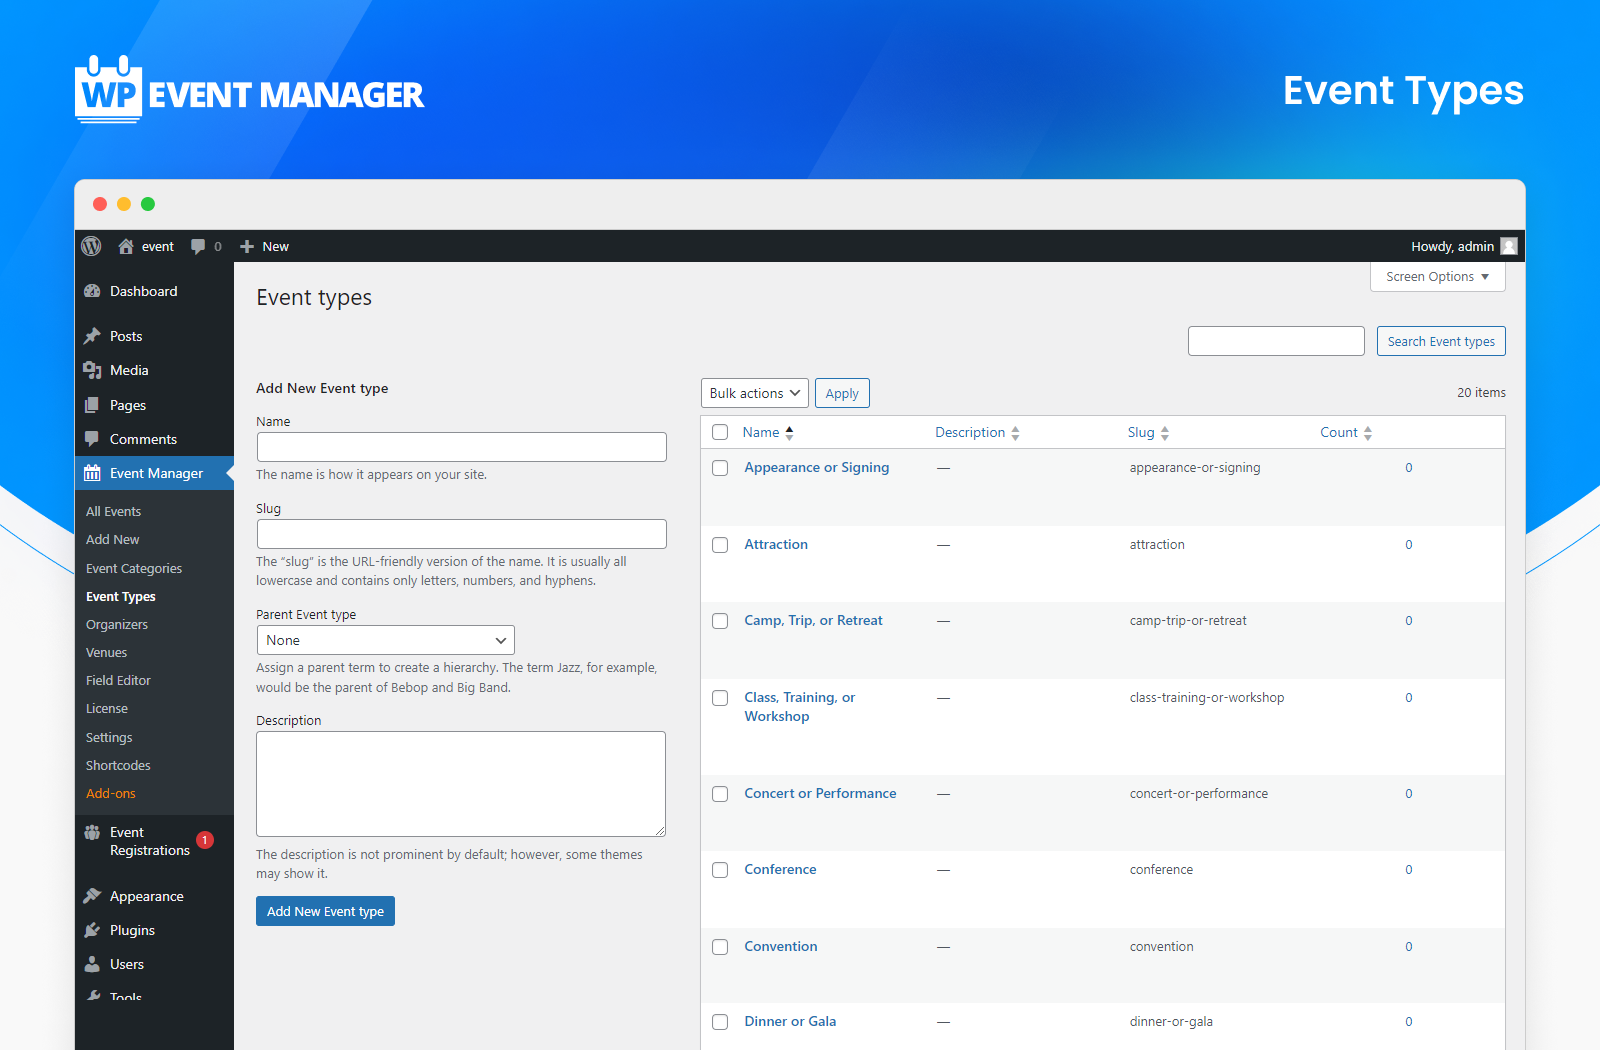 WP EVENT MANAGER
Event Types
event 0 New
Howdy, admin
Dashboard
Posts
Media
Pages
Comments
Event Manager
All Events
Add New
Event Categories
Event Types
Organizers
Venues
Field Editor
License
Settings
Shortcodes
Add-ons
Event
Registrations 1
Appearance
Plugins
Users
Tools
Screen Options
Event types
Search Event types
Add New Event type
Name
The name is how it appears on your site.
Slug
The “slug” is the URL-friendly version of the name. It is usually all
lowercase and contains only letters, numbers, and hyphens.
Parent Event type
None
Assign a parent term to create a hierarchy. The term Jazz, for example,
would be the parent of Bebop and Big Band.
Description
The description is not prominent by default; however, some themes
may show it.
Add New Event type
Bulk actions Apply 20 items
Name Description Slug Count
Appearance or Signing — appearance-or-signing 0
Attraction — attraction 0
Camp, Trip, or Retreat — camp-trip-or-retreat 0
Class, Training, or — class-training-or-workshop 0
Workshop
Concert or Performance — concert-or-performance 0
Conference — conference 0
Convention — convention 0
Dinner or Gala — dinner-or-gala 0